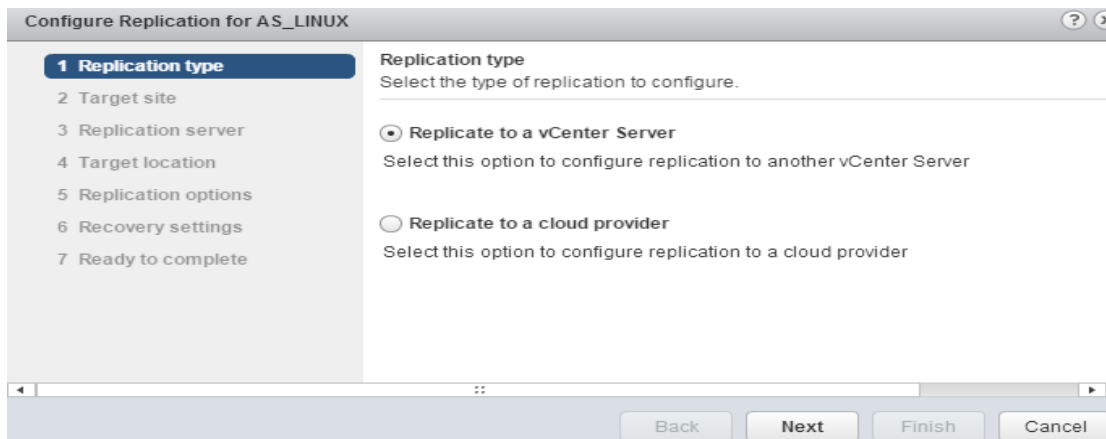 Configure Replication for AS_LINUX
?
1 Replication type
2 Target site
3 Replication server
4 Target location
5 Replication options
6 Recovery settings
7 Ready to complete
Replication type
Select the type of replication to configure.
Replicate to a vCenter Server
Select this option to configure replication to another vCenter Server
Replicate to a cloud provider
Select this option to configure replication to a cloud provider
Back
Next
Finish
Cancel